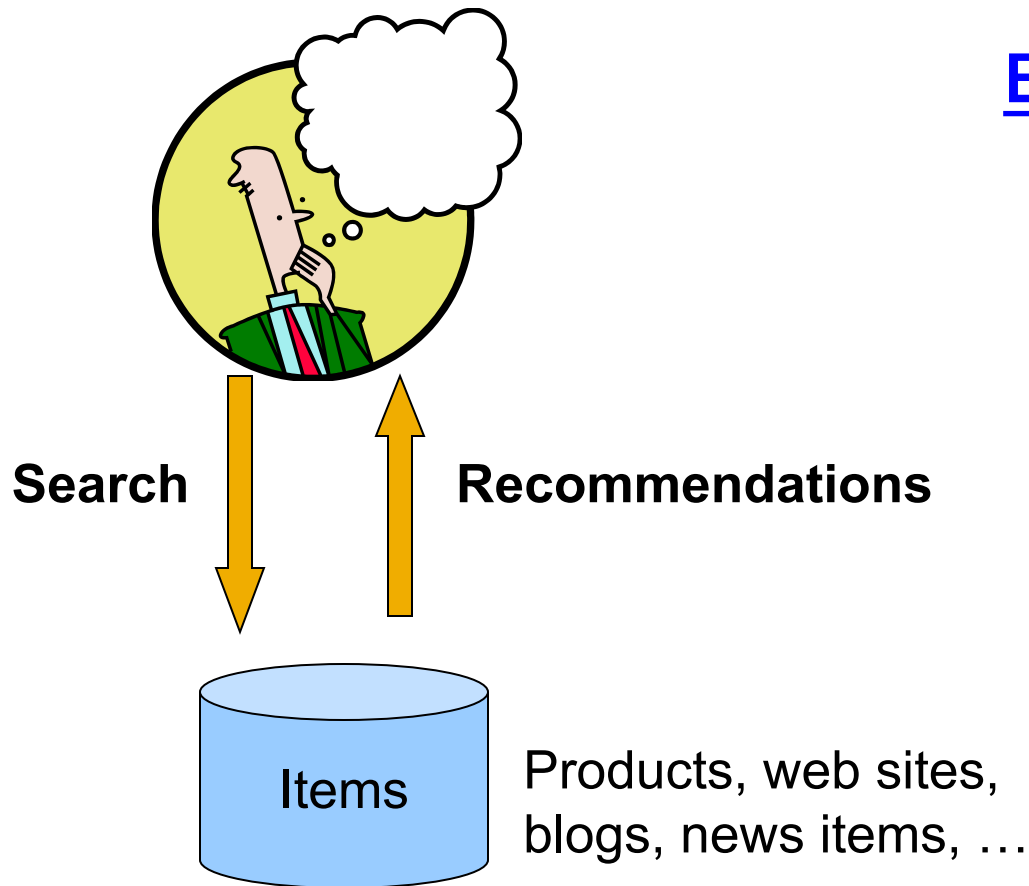 Search
Recommendations
Items
Products, web sites,
blogs, news items, …